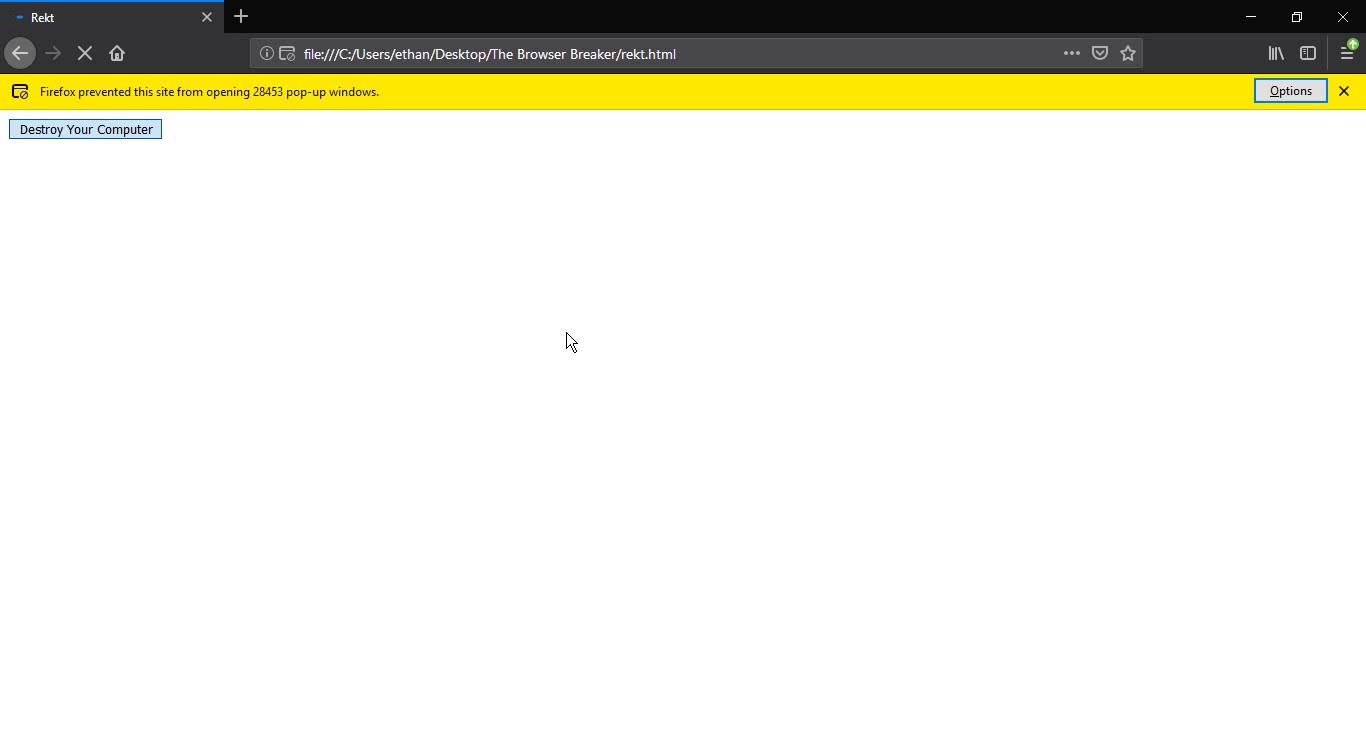 Rekt
file:///C:/Users/ethan/Desktop/The Browser Breaker/rekt.html
Firefox prevented this site from opening 28453 pop-up windows.
Options
Destroy Your Computer